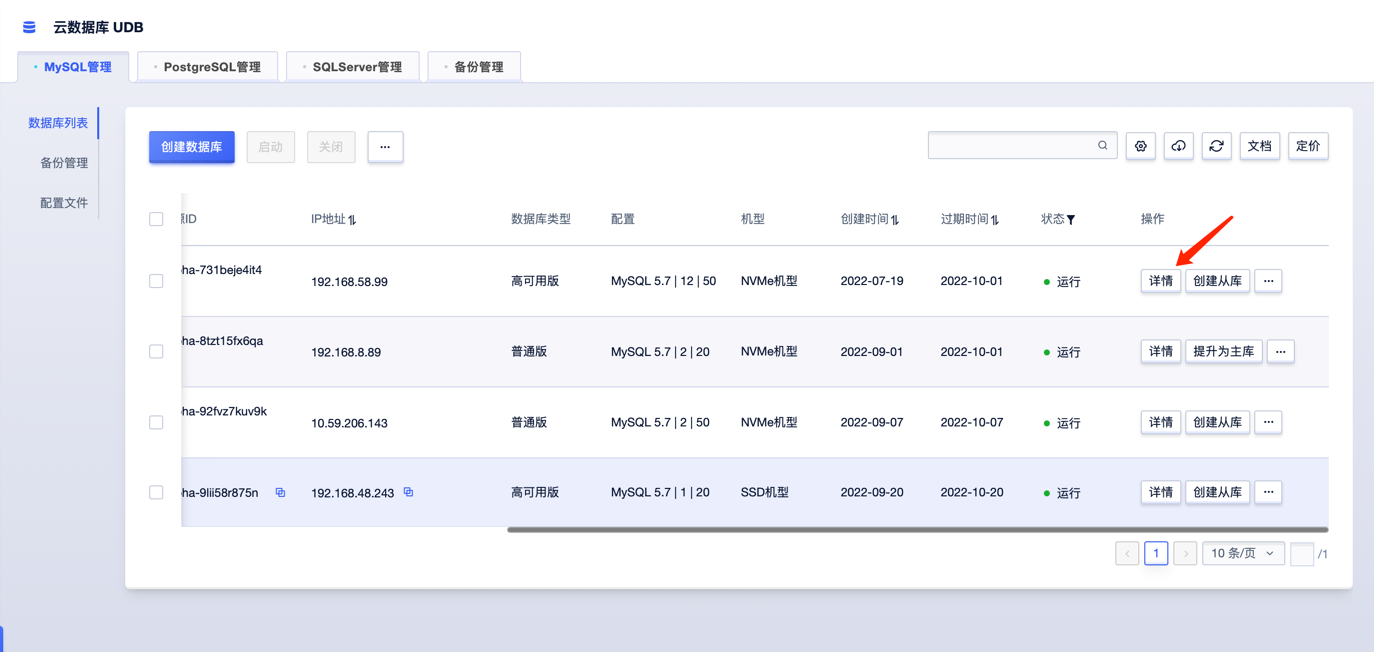 云数据库 UDB
MySQL管理 PostgreSQL管理 SQLServer管理 备份管理
数据库列表
备份管理
配置文件
创建数据库 启动 关闭 ... 文档 定价
ID IP地址 数据库类型 配置 机型 创建时间 过期时间 状态 操作
ha-731beje4it4 192.168.58.99 高可用版 MySQL 5.7 | 12 | 50 NVMe机型 2022-07-19 2022-10-01 运行 详情 创建从库 ...
ha-8tzt15fx6qa 192.168.8.89 普通版 MySQL 5.7 | 2 | 20 NVMe机型 2022-09-01 2022-10-01 运行 详情 提升为主库 ...
ha-92fvz7kuv9k 10.59.206.143 普通版 MySQL 5.7 | 2 | 50 NVMe机型 2022-09-07 2022-10-07 运行 详情 创建从库 ...
ha-9lii58r875n 192.168.48.243 高可用版 MySQL 5.7 | 1 | 20 SSD机型 2022-09-20 2022-10-20 运行 详情 创建从库 ...
1 10 条/页 /1